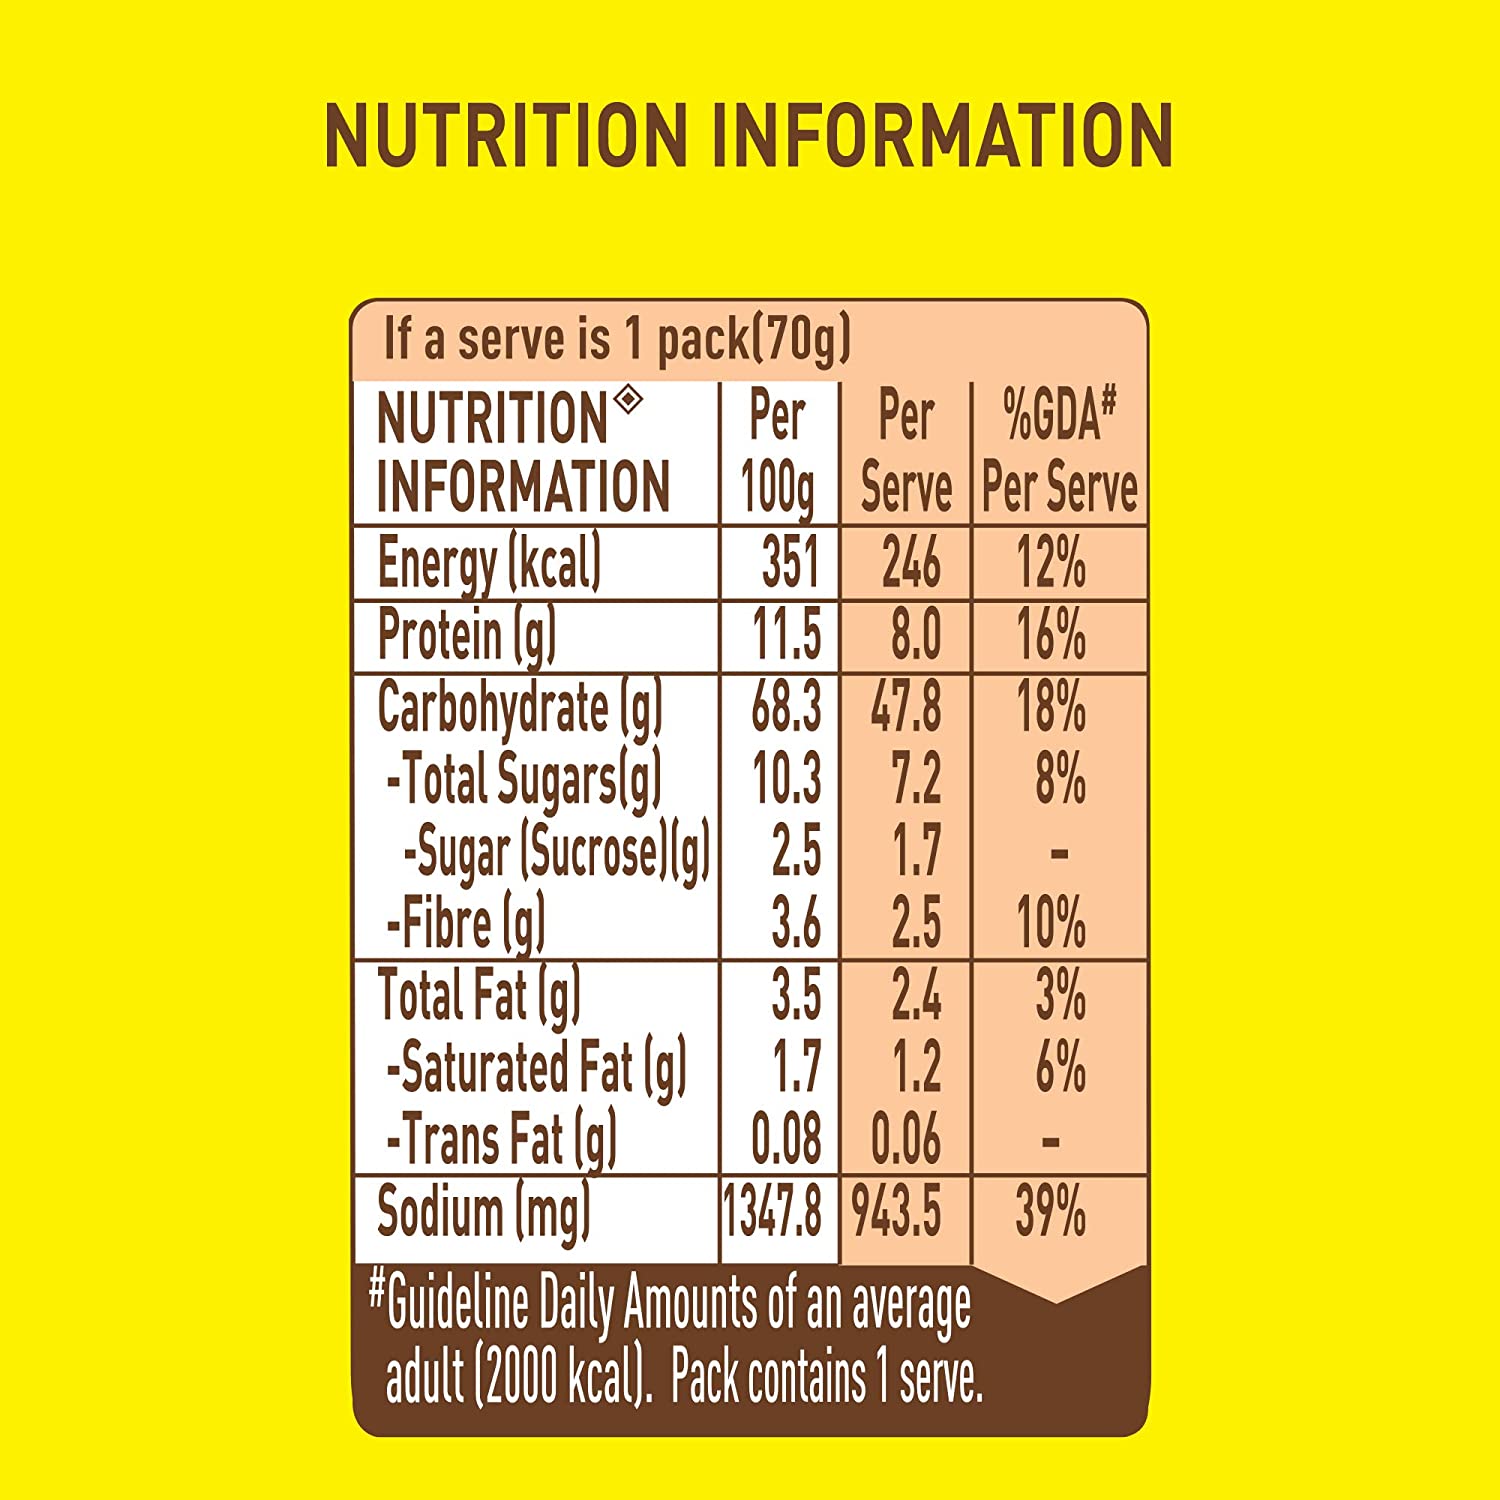 NUTRITION INFORMATION
If a serve is 1 pack(70g)
NUTRITION INFORMATION Per 100g Per Serve %GDA# Per Serve
Energy (kcal) 351 246 12%
Protein (g) 11.5 8.0 16%
Carbohydrate (g) 68.3 47.8 18%
-Total Sugars(g) 10.3 7.2 8%
-Sugar (Sucrose)(g) 2.5 1.7 -
-Fibre (g) 3.6 2.5 10%
Total Fat (g) 3.5 2.4 3%
-Saturated Fat (g) 1.7 1.2 6%
-Trans Fat (g) 0.08 0.06 -
Sodium (mg) 1347.8 943.5 39%
#Guideline Daily Amounts of an average
adult (2000 kcal). Pack contains 1 serve.